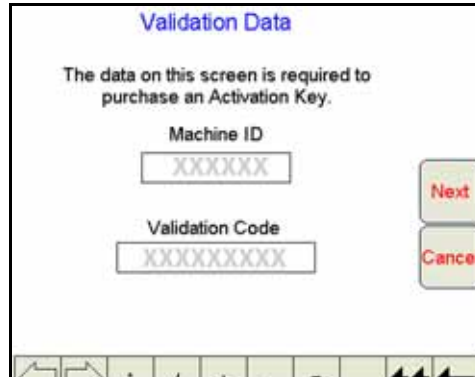 Validation Data
The data on this screen is required to
purchase an Activation Key.
Machine ID
XXXXXX
Validation Code
XXXXXXXXX
Next
Cance